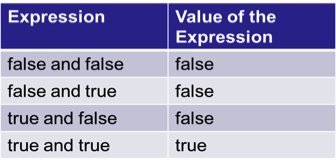 Expression Value of the
Expression
false and false false
false and true false
true and false false
true and true true